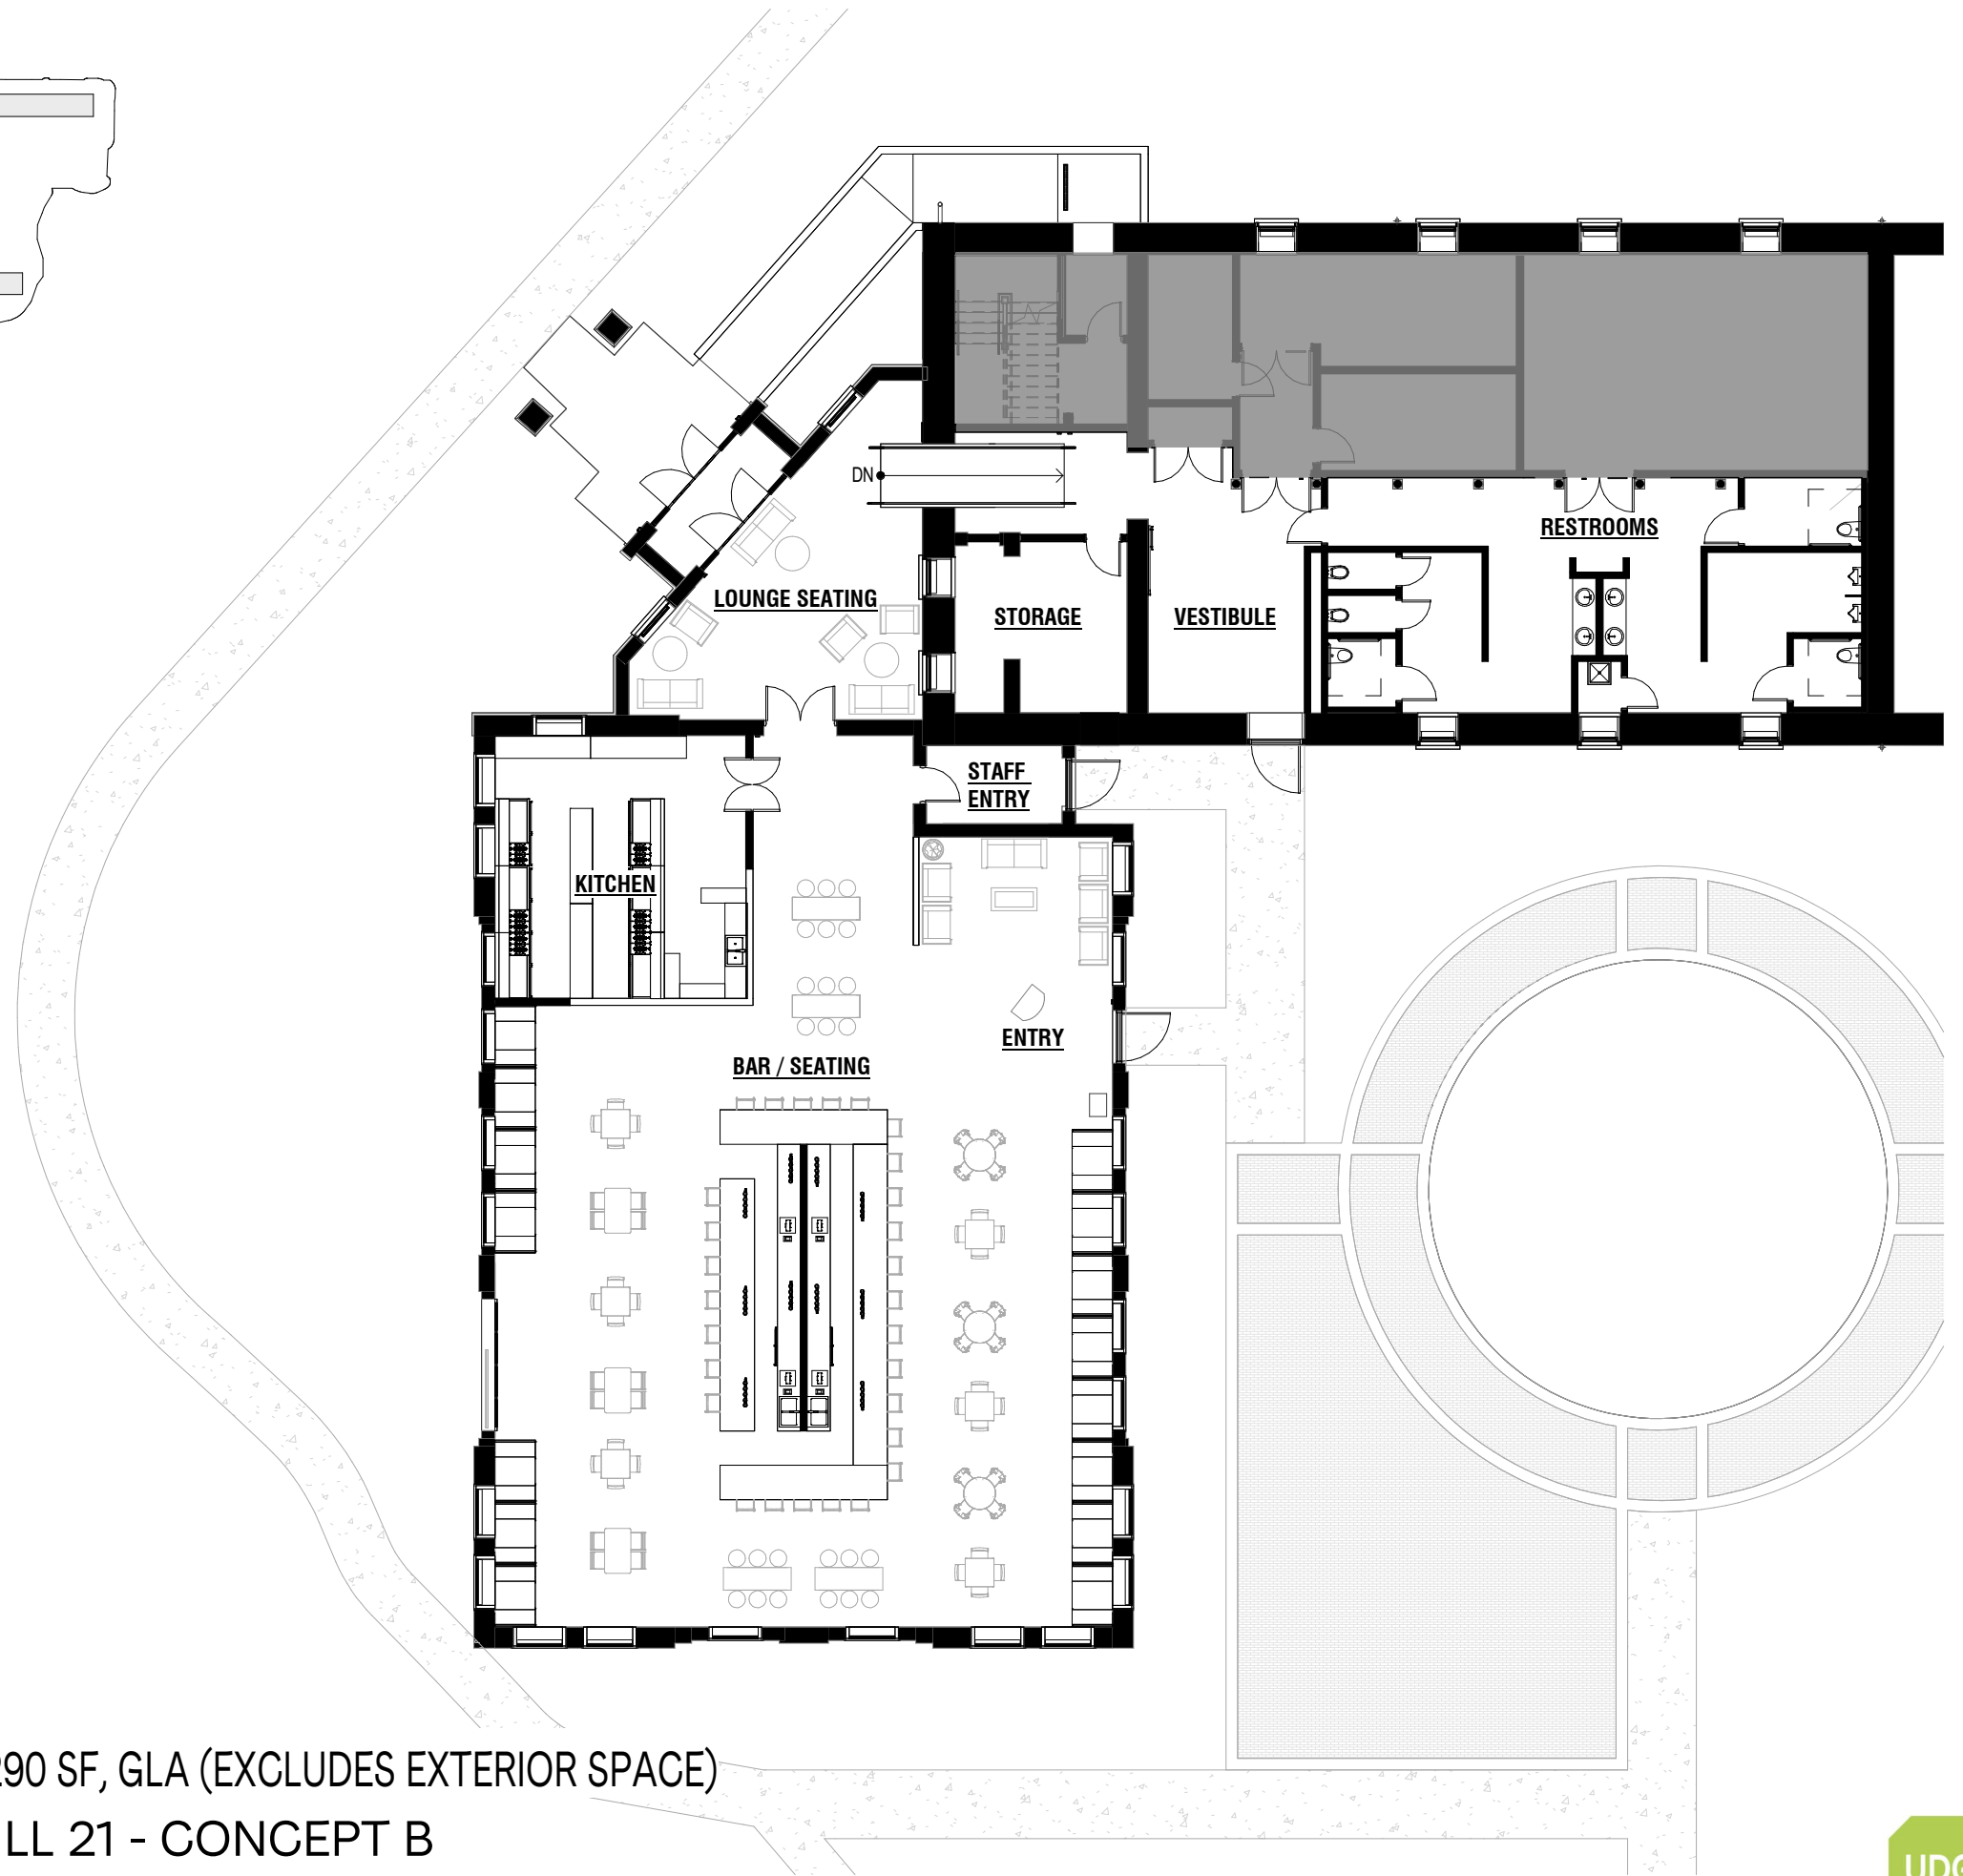 DN
RESTROOMS
LOUNGE SEATING
STORAGE
VESTIBULE
STAFF
ENTRY
KITCHEN
ENTRY
BAR / SEATING
290 SF, GLA (EXCLUDES EXTERIOR SPACE)
LL 21 - CONCEPT B